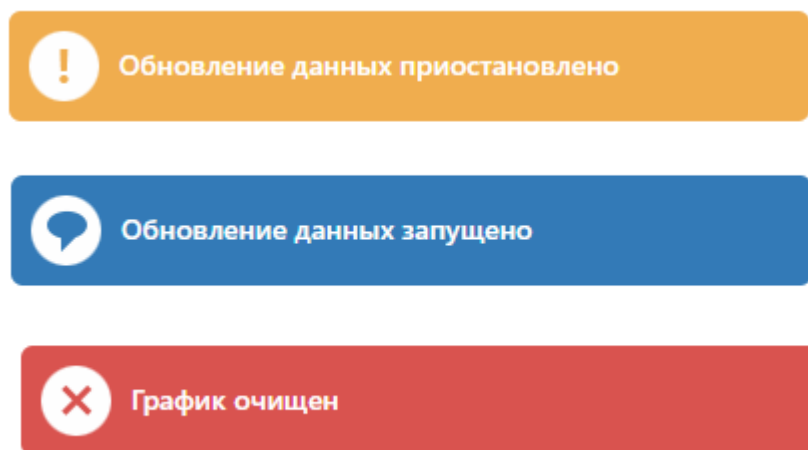 Обновление данных приостановлено
Обновление данных запущено
График очищен